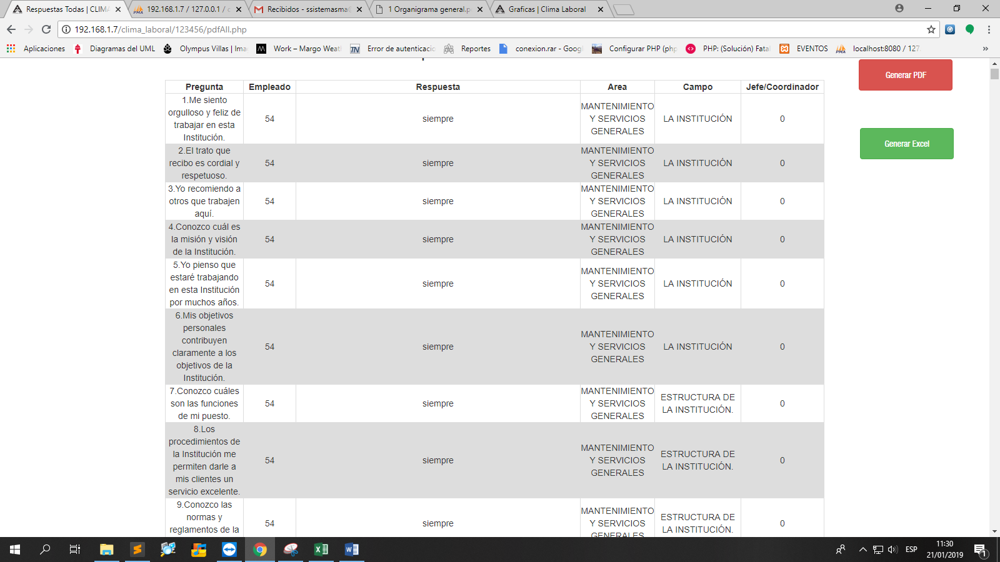 Respuestas Todas | CLIM
192.168.1.7 / 127.0.0.1 /
Recibidos - ssistemasma
1 Organigrama general.p
Graficas | Clima Laboral
192.168.1.7/clima_laboral/123456/pdfAll.php
Aplicaciones
Diagramas del UML
Olympus Villas | Ima
Work – Margo Weat
Error de autenticacio
Reportes
conexion.rar - Googl
Configurar PHP (php
PHP: (Solución) Fatal
EVENTOS
localhost:8080 / 127.
»
Generar PDF
Generar Excel
Pregunta Empleado Respuesta Area Campo Jefe/Coordinador
1.Me siento
orgulloso y feliz de
trabajar en esta
Institución.
54
siempre
MANTENIMIENTO
Y SERVICIOS
GENERALES
LA INSTITUCIÓN
0
2.El trato que
recibo es cordial y
respetuoso.
54
siempre
MANTENIMIENTO
Y SERVICIOS
GENERALES
LA INSTITUCIÓN
0
3.Yo recomiendo a
otros que trabajen
aquí.
54
siempre
MANTENIMIENTO
Y SERVICIOS
GENERALES
LA INSTITUCIÓN
0
4.Conozco cuál es
la misión y visión
de la Institución.
54
siempre
MANTENIMIENTO
Y SERVICIOS
GENERALES
LA INSTITUCIÓN
0
5.Yo pienso que
estaré trabajando
en esta Institución
por muchos años.
54
siempre
MANTENIMIENTO
Y SERVICIOS
GENERALES
LA INSTITUCIÓN
0
6.Mis objetivos
personales
contribuyen
claramente a los
objetivos de la
Institución.
54
siempre
MANTENIMIENTO
Y SERVICIOS
GENERALES
LA INSTITUCIÓN
0
7.Conozco cuáles
son las funciones
de mi puesto.
54
siempre
MANTENIMIENTO
Y SERVICIOS
GENERALES
ESTRUCTURA DE
LA INSTITUCIÓN.
0
8.Los
procedimientos de
la Institución me
permiten darle a
mis clientes un
servicio excelente.
54
siempre
MANTENIMIENTO
Y SERVICIOS
GENERALES
ESTRUCTURA DE
LA INSTITUCIÓN.
0
9.Conozco las
normas y
reglamentos de la
54
siempre
MANTENIMIENTO
Y SERVICIOS
GENERALES
ESTRUCTURA DE
LA INSTITUCIÓN.
0
ESP
11:30
21/01/2019
1